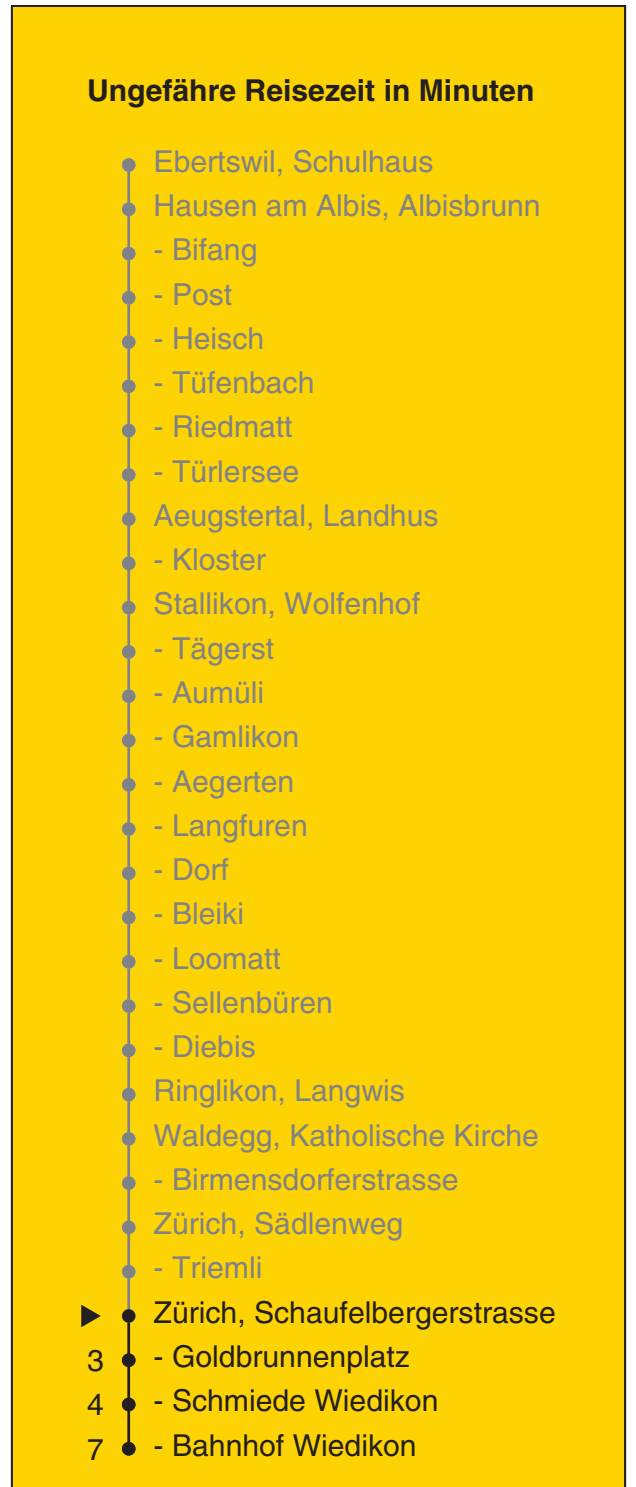 Ungefähre Reisezeit in Minuten
Ebertswil, Schulhaus
Hausen am Albis, Albisbrunn
- Bifang
- Post
- Heisch
- Tüfenbach
- Riedmatt
- Türlersee
Aeugstertal, Landhus
- Kloster
Stallikon, Wolfenhof
- Tägerst
- Aumüli
- Gamlikon
- Aegerten
- Langfuren
- Dorf
- Bleiki
- Loomatt
- Sellenbüren
- Diebis
Ringlikon, Langwis
Waldegg, Katholische Kirche
- Birmensdorferstrasse
Zürich, Sädlenweg
- Triemli
Zürich, Schaufelbergerstrasse
3 - Goldbrunnenplatz
4 - Schmiede Wiedikon
7 - Bahnhof Wiedikon